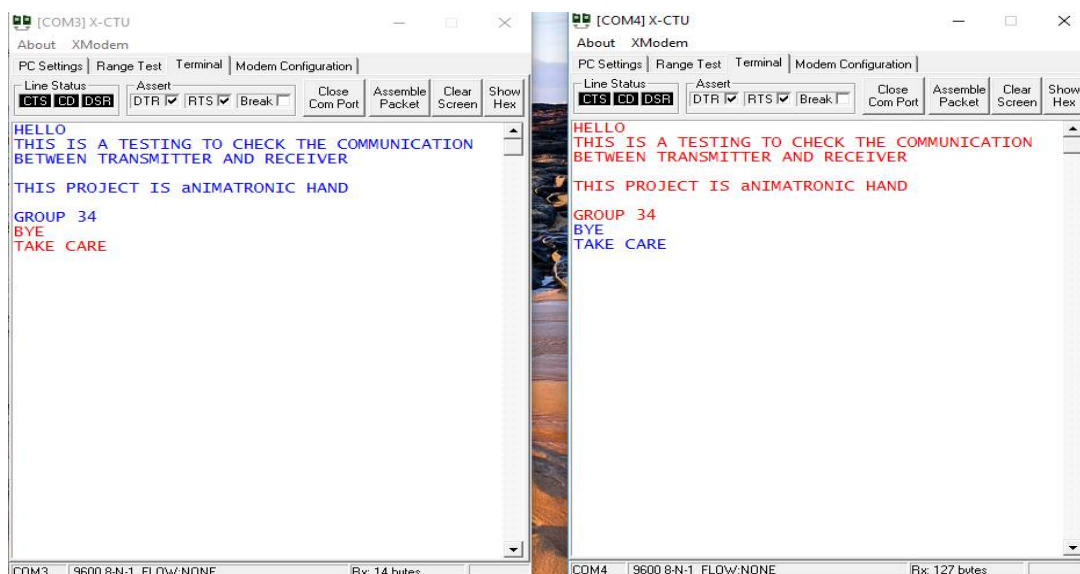 [COM3] X-CTU
About XModem
PC Settings Range Test Terminal Modem Configuration
Line Status
CTS CD DSR
Assert
DTR RTS Break
Close Com Port
Assemble Packet
Clear Screen
Show Hex
HELLO
THIS IS A TESTING TO CHECK THE COMMUNICATION
BETWEEN TRANSMITTER AND RECEIVER
THIS PROJECT IS aNIMATRONIC HAND
GROUP 34
BYE
TAKE CARE
COM3 9600 8-N-1 FLOW:NONE Rx: 14 bytes
[COM4] X-CTU
About XModem
PC Settings Range Test Terminal Modem Configuration
Line Status
CTS CD DSR
Assert
DTR RTS Break
Close Com Port
Assemble Packet
Clear Screen
Show Hex
HELLO
THIS IS A TESTING TO CHECK THE COMMUNICATION
BETWEEN TRANSMITTER AND RECEIVER
THIS PROJECT IS aNIMATRONIC HAND
GROUP 34
BYE
TAKE CARE
COM4 9600 8-N-1 FLOW:NONE Rx: 127 bytes